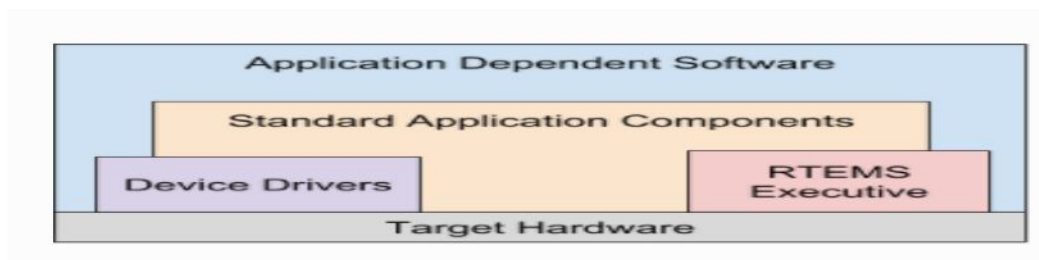 Application Dependent Software
Standard Application Components
Device Drivers
RTEMS
Executive
Target Hardware